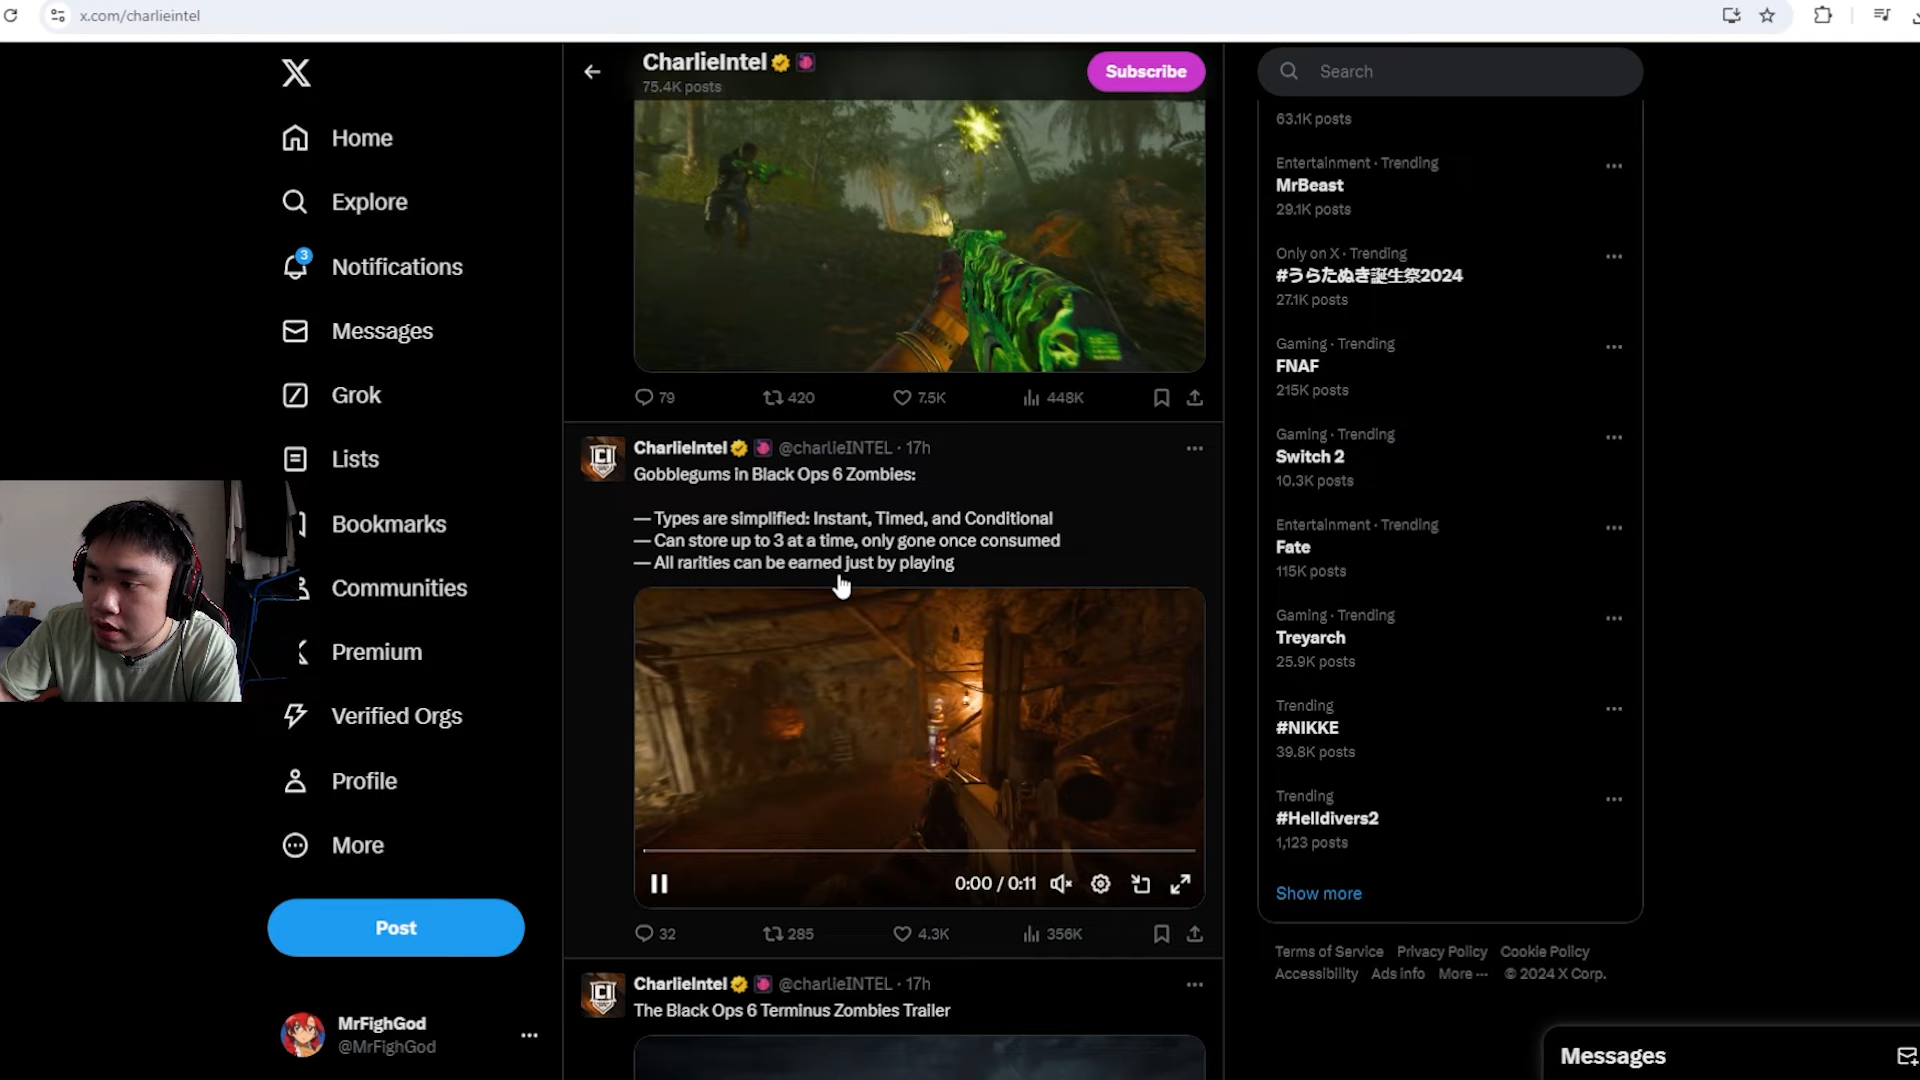 x.com/charlieintel
CharlieIntel
75.4K posts
Subscribe
Search
Home
Explore
3
Notifications
Messages
Grok
Lists
Bookmarks
Communities
Premium
Verified Orgs
Profile
More
Post
MrFighGod
@MrFighGod
79
420
7.5K
448K
CharlieIntel @charlieINTEL · 17h
Gobblegums in Black Ops 6 Zombies:
— Types are simplified: Instant, Timed, and Conditional
— Can store up to 3 at a time, only gone once consumed
— All rarities can be earned just by playing
0:00 / 0:11
32
285
4.3K
356K
CharlieIntel @charlieINTEL · 17h
The Black Ops 6 Terminus Zombies Trailer
63.1K posts
Entertainment · Trending
MrBeast
29.1K posts
Only on X · Trending
#うらたぬき誕生祭2024
27.1K posts
Gaming · Trending
FNAF
215K posts
Gaming · Trending
Switch 2
10.3K posts
Entertainment · Trending
Fate
115K posts
Gaming · Trending
Treyarch
25.9K posts
Trending
#NIKKE
39.8K posts
Trending
#Helldivers2
1,123 posts
Show more
Terms of Service Privacy Policy Cookie Policy
Accessibility Ads info More ··· © 2024 X Corp.
Messages